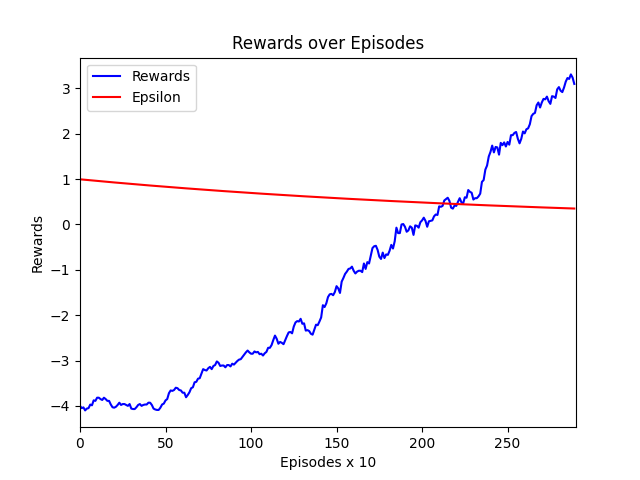 Rewards over Episodes
Rewards
Epsilon
3
2
1
0
−1
−2
−3
−4
Rewards
0 50 100 150 200 250
Episodes x 10